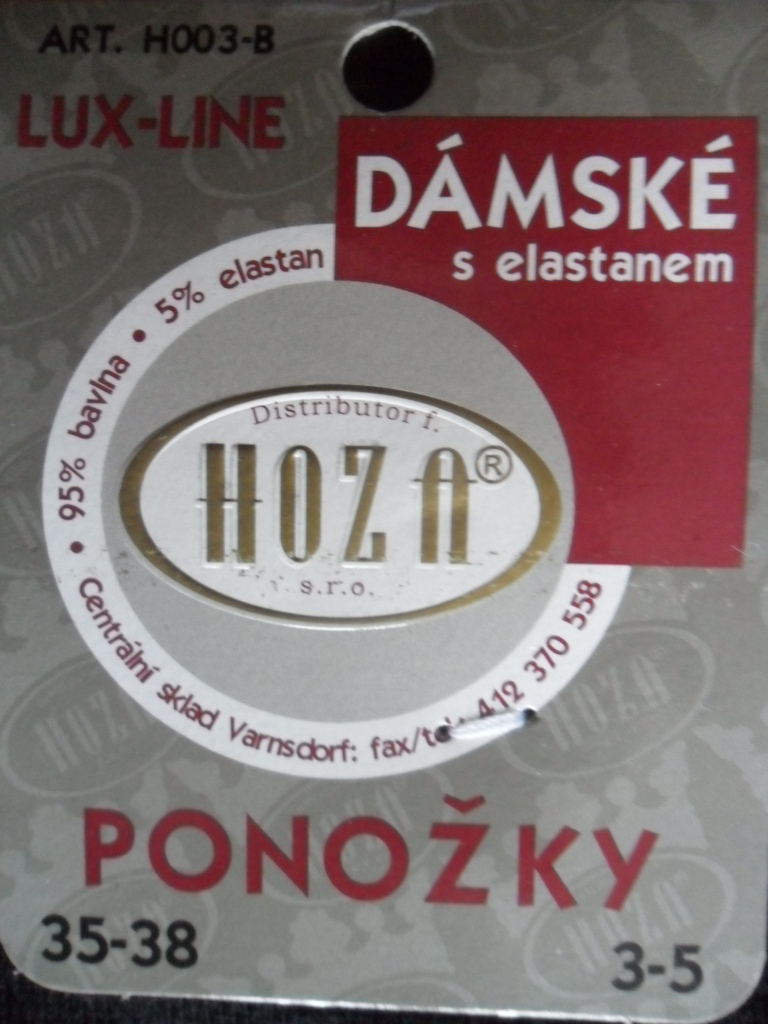 ART. H003-B
LUX-LINE
DÁMSKÉ
s elastanem
• 95% bavlna • 5% elastan
Distributor f.
HOZA®
s.r.o.
Centrální sklad Varnsdorf: fax/tel: 412 370 558
PONOŽKY
35-38
3-5